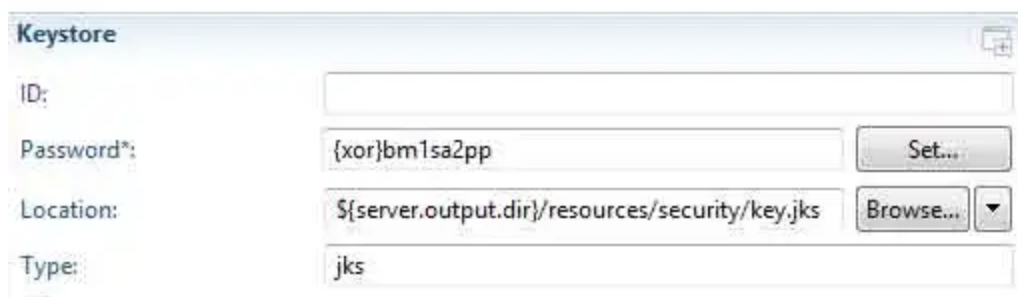 Keystore
ID:
Password*: {xor}bm1sa2pp Set...
Location: ${server.output.dir}/resources/security/key.jks Browse...
Type: jks